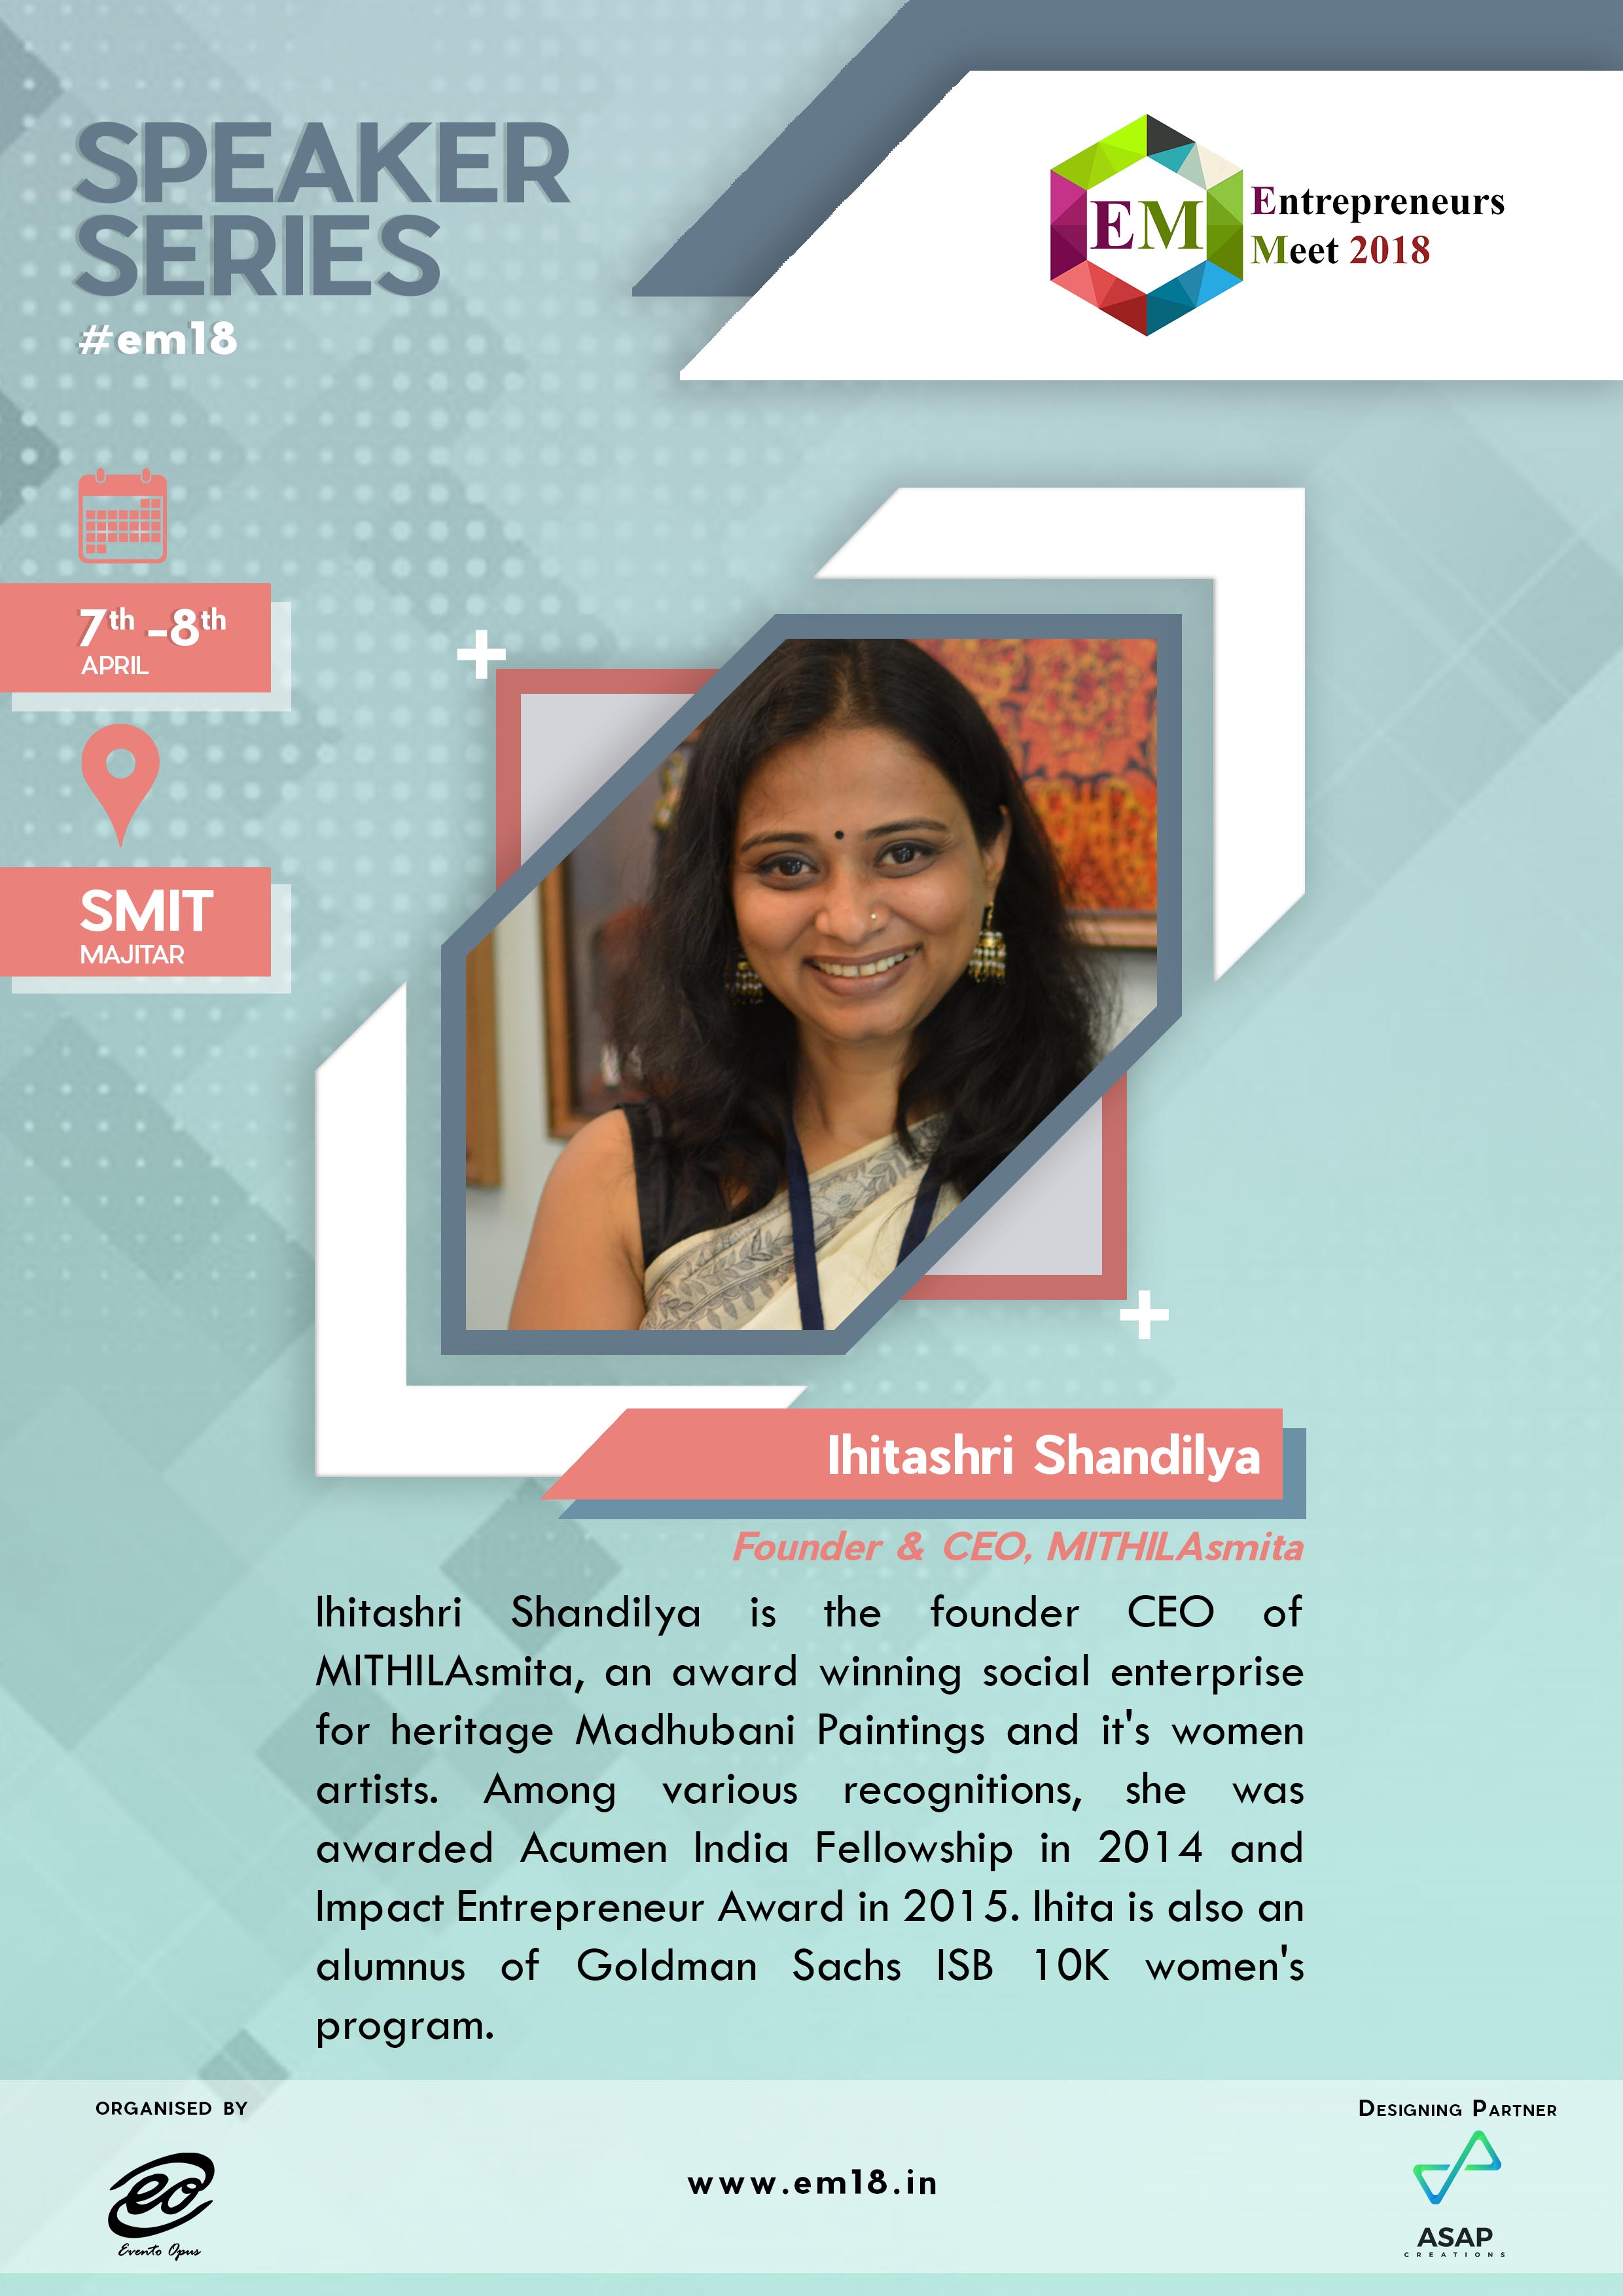 SPEAKER
SERIES
#em18
EM
Entrepreneurs
Meet 2018
7th -8th
APRIL
SMIT
MAJITAR
Ihitashri Shandilya
Founder & CEO, MITHILAsmita
Ihitashri Shandilya is the founder CEO of
MITHILAsmita, an award winning social enterprise
for heritage Madhubani Paintings and it's women
artists. Among various recognitions, she was
awarded Acumen India Fellowship in 2014 and
Impact Entrepreneur Award in 2015. Ihita is also an
alumnus of Goldman Sachs ISB 10K women's
program.
ORGANISED BY
eo
Evento Opus
www.em18.in
DESIGNING PARTNER
ASAP
CREATIONS